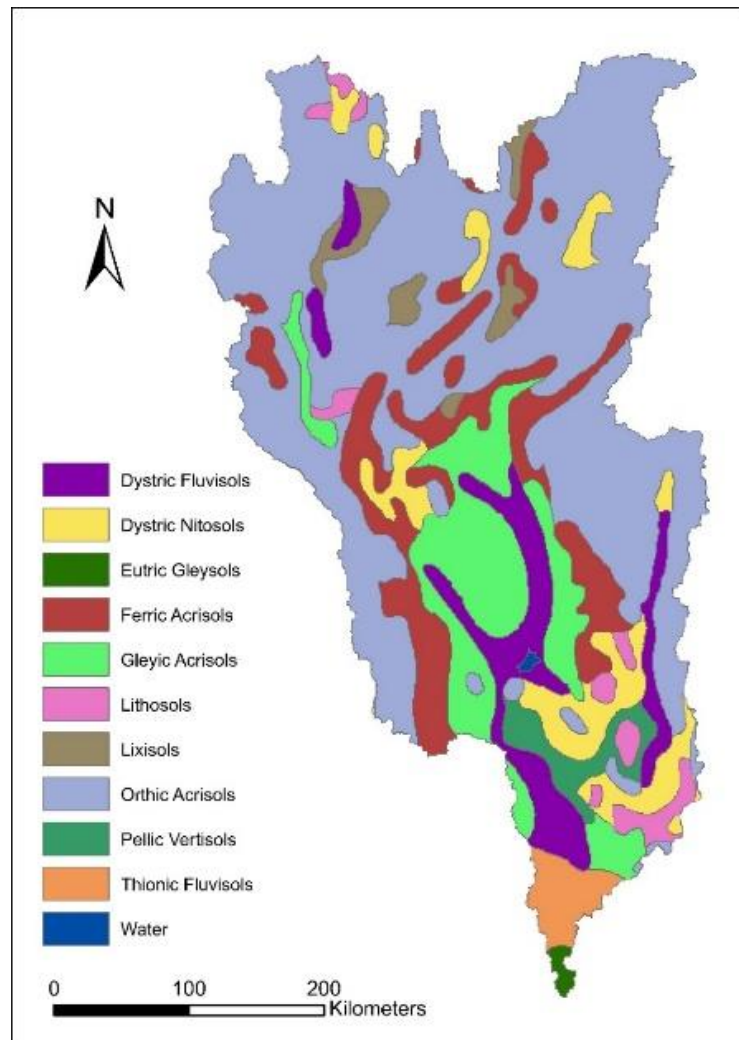 N
Dystric Fluvisols
Dystric Nitosols
Eutric Gleysols
Ferric Acrisols
Gleyic Acrisols
Lithosols
Lixisols
Orthic Acrisols
Pellic Vertisols
Thionic Fluvisols
Water
0 100 200
Kilometers